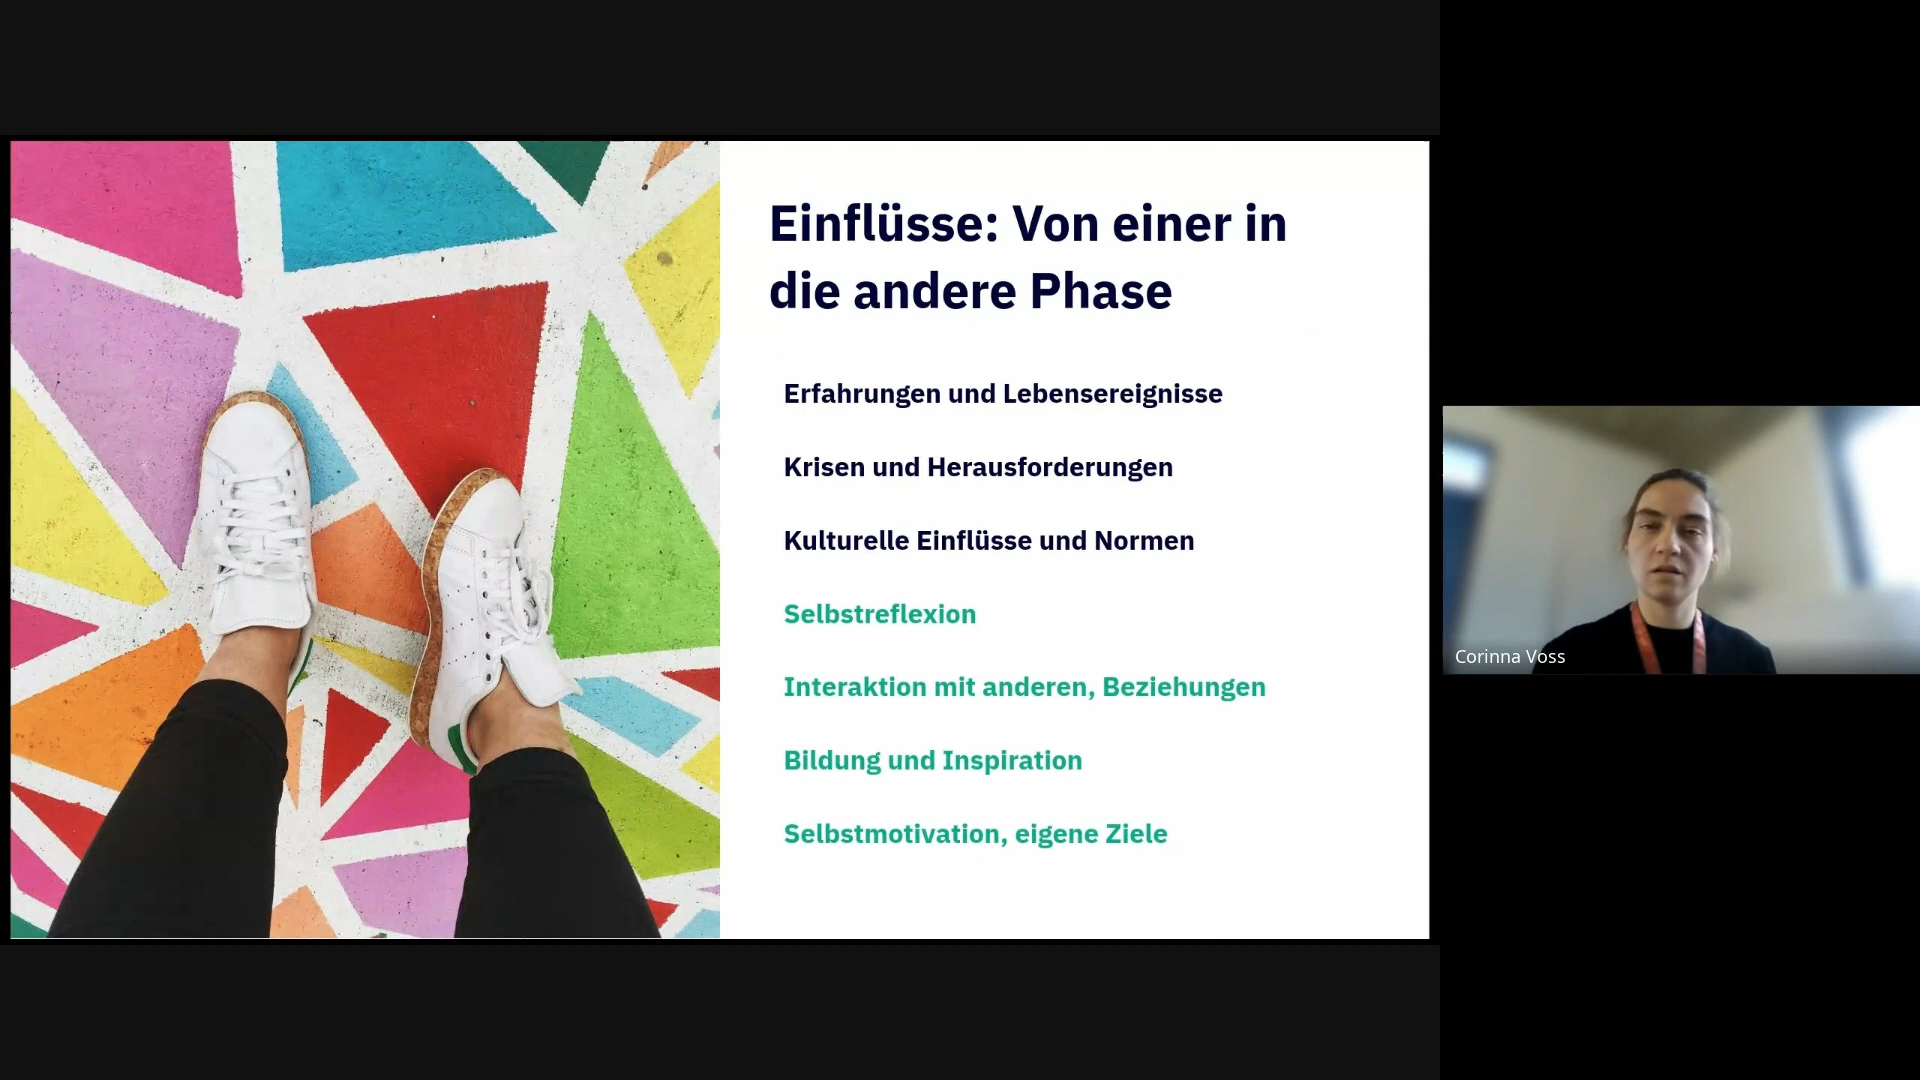 Einflüsse: Von einer in
die andere Phase
Erfahrungen und Lebensereignisse
Krisen und Herausforderungen
Kulturelle Einflüsse und Normen
Selbstreflexion
Interaktion mit anderen, Beziehungen
Bildung und Inspiration
Selbstmotivation, eigene Ziele
Corinna Voss